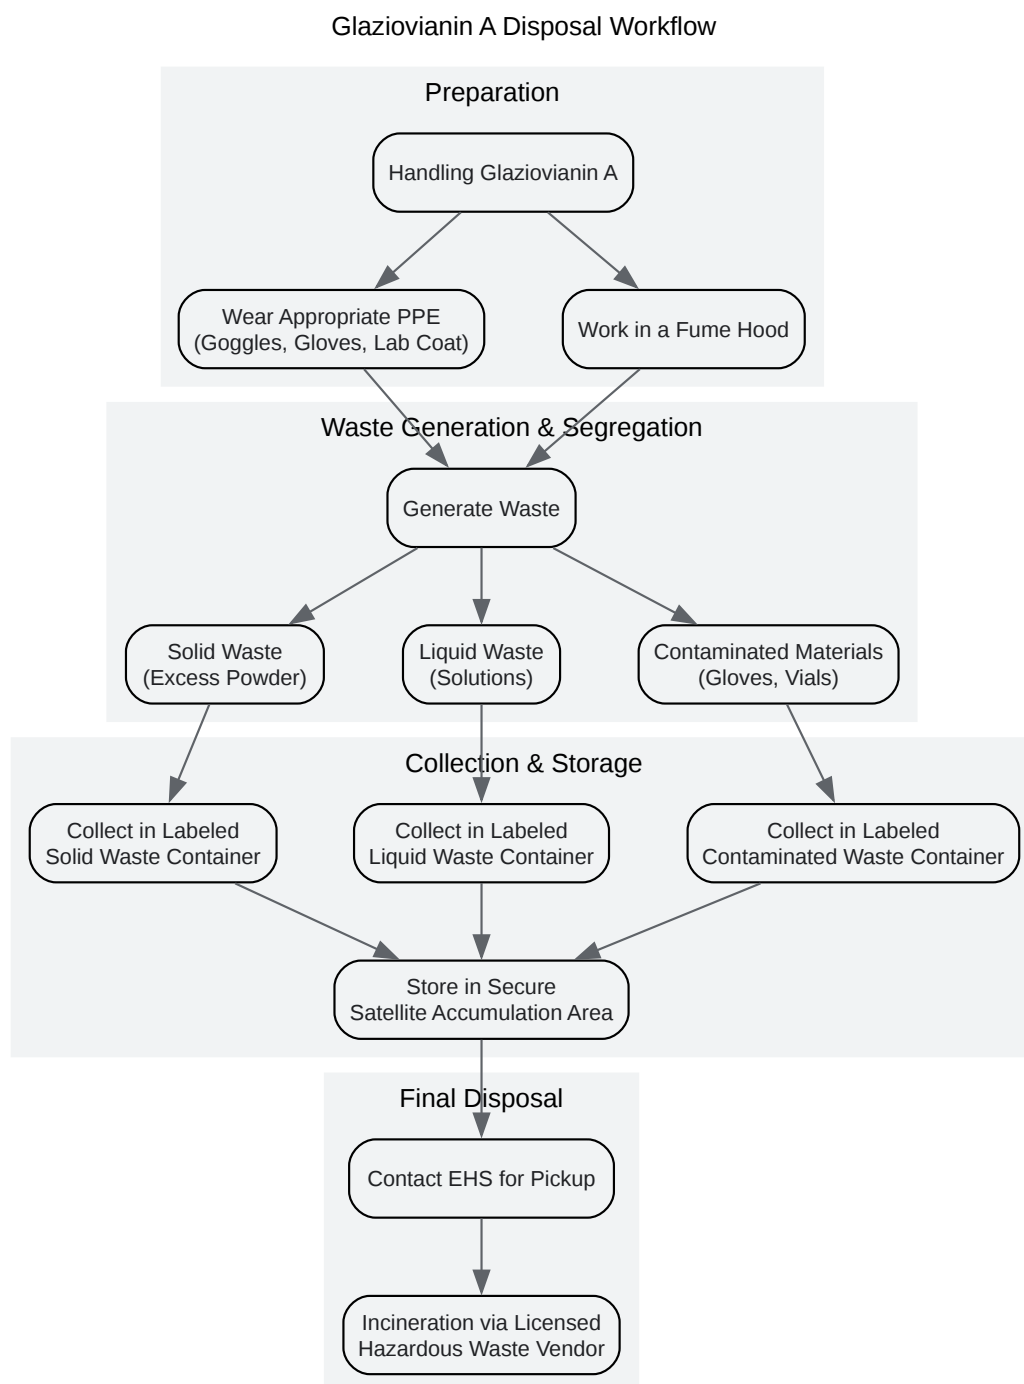 Glaziovianin A Disposal Workflow
Preparation
Handling Glaziovianin A
Wear Appropriate PPE
(Goggles, Gloves, Lab Coat)
Work in a Fume Hood
Waste Generation & Segregation
Generate Waste
Solid Waste
(Excess Powder)
Liquid Waste
(Solutions)
Contaminated Materials
(Gloves, Vials)
Collection & Storage
Collect in Labeled
Solid Waste Container
Collect in Labeled
Liquid Waste Container
Collect in Labeled
Contaminated Waste Container
Store in Secure
Satellite Accumulation Area
Final Disposal
Contact EHS for Pickup
Incineration via Licensed
Hazardous Waste Vendor